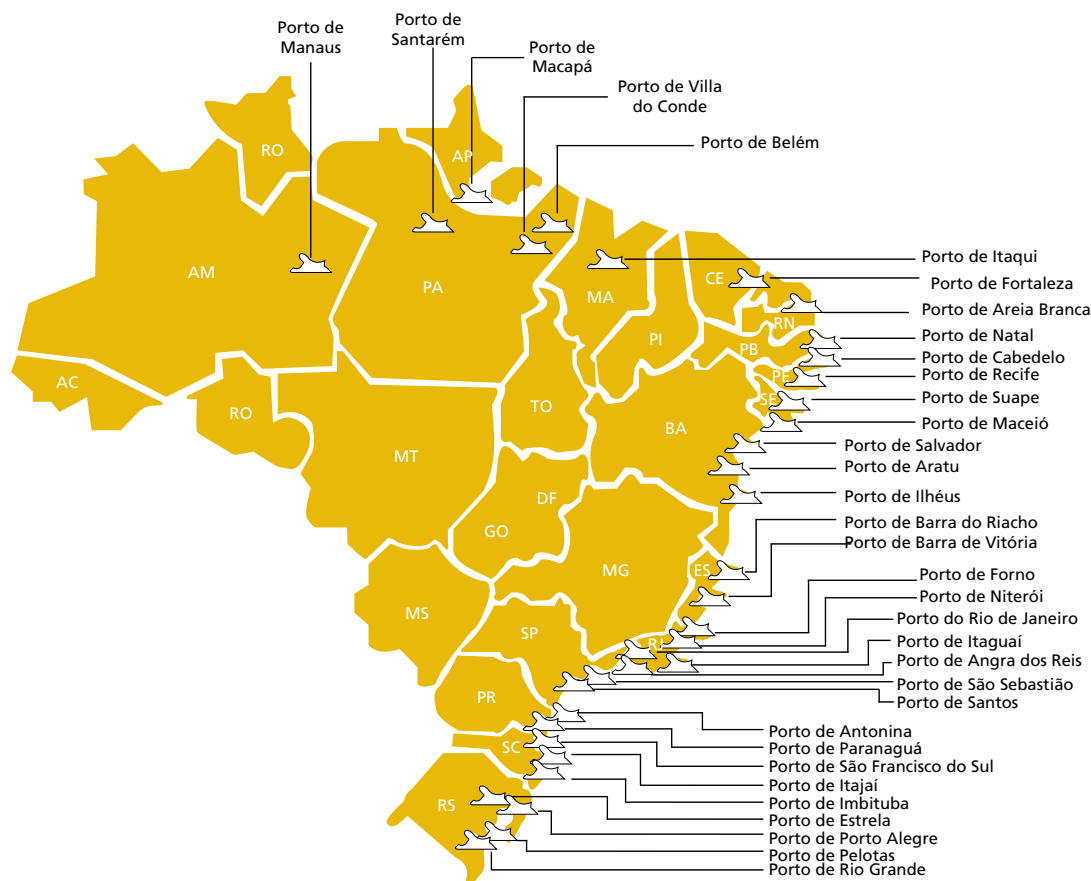 Porto de
Manaus
Porto de
Santarém
Porto de
Macapá
Porto de Villa
do Conde
Porto de Belém
RO
AP
AM
PA
MA
CE
PI
RN
PB
PE
SE
AC
RO
TO
BA
MT
DF
GO
MG
ES
MS
SP
RJ
PR
SC
RS
Porto de Itaqui
Porto de Fortaleza
Porto de Areia Branca
Porto de Natal
Porto de Cabedelo
Porto de Recife
Porto de Suape
Porto de Maceió
Porto de Salvador
Porto de Aratu
Porto de Ilhéus
Porto de Barra do Riacho
Porto de Barra de Vitória
Porto de Forno
Porto de Niterói
Porto do Rio de Janeiro
Porto de Itaguaí
Porto de Angra dos Reis
Porto de São Sebastião
Porto de Santos
Porto de Antonina
Porto de Paranaguá
Porto de São Francisco do Sul
Porto de Itajaí
Porto de Imbituba
Porto de Estrela
Porto de Porto Alegre
Porto de Pelotas
Porto de Rio Grande